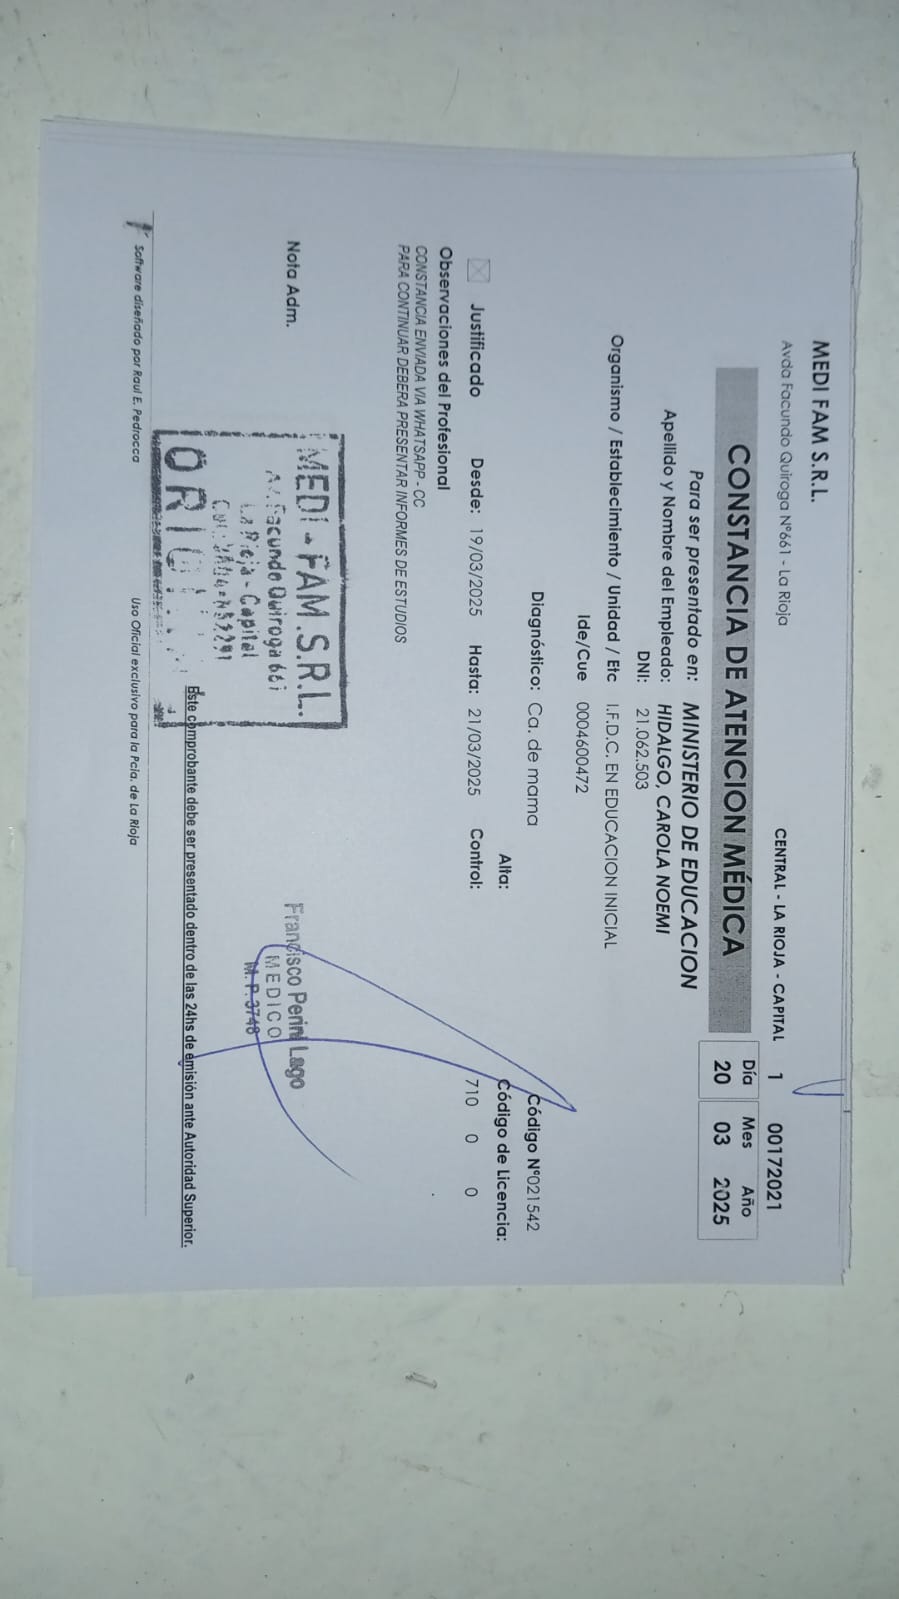 MEDI FAM S.R.L.
Avda Facundo Quiroga N°661 - La Rioja
CENTRAL - LA RIOJA - CAPITAL 1 00172021
CONSTANCIA DE ATENCION MÉDICA
Día Mes Año
20 03 2025
Para ser presentado en: MINISTERIO DE EDUCACION
Apellido y Nombre del Empleado: HIDALGO, CAROLA NOEMI
DNI: 21.062.503
Organismo / Establecimiento / Unidad / Etc I.F.D.C. EN EDUCACION INICIAL
Ide/Cue 0004600472
Diagnóstico: Ca. de mama
Código N°021542
Alta:
Código de Licencia:
Justificado Desde: 19/03/2025 Hasta: 21/03/2025 Control: 710 0 0
Observaciones del Profesional
CONSTANCIA ENVIADA VIA WHATSAPP - CC
PARA CONTINUAR DEBERA PRESENTAR INFORMES DE ESTUDIOS
Nota Adm.
MEDI - FAM. S.R.L.
Av. Facundo Quiroga 661
La Rioja - Capital
Francisco Perini Lago
MEDICO
M. P. 3748
Este comprobante debe ser presentado dentro de las 24hs de emisión ante Autoridad Superior.
Software diseñado por Raul E. Pedrocca
Uso Oficial exclusivo para la Pcia. de La Rioja